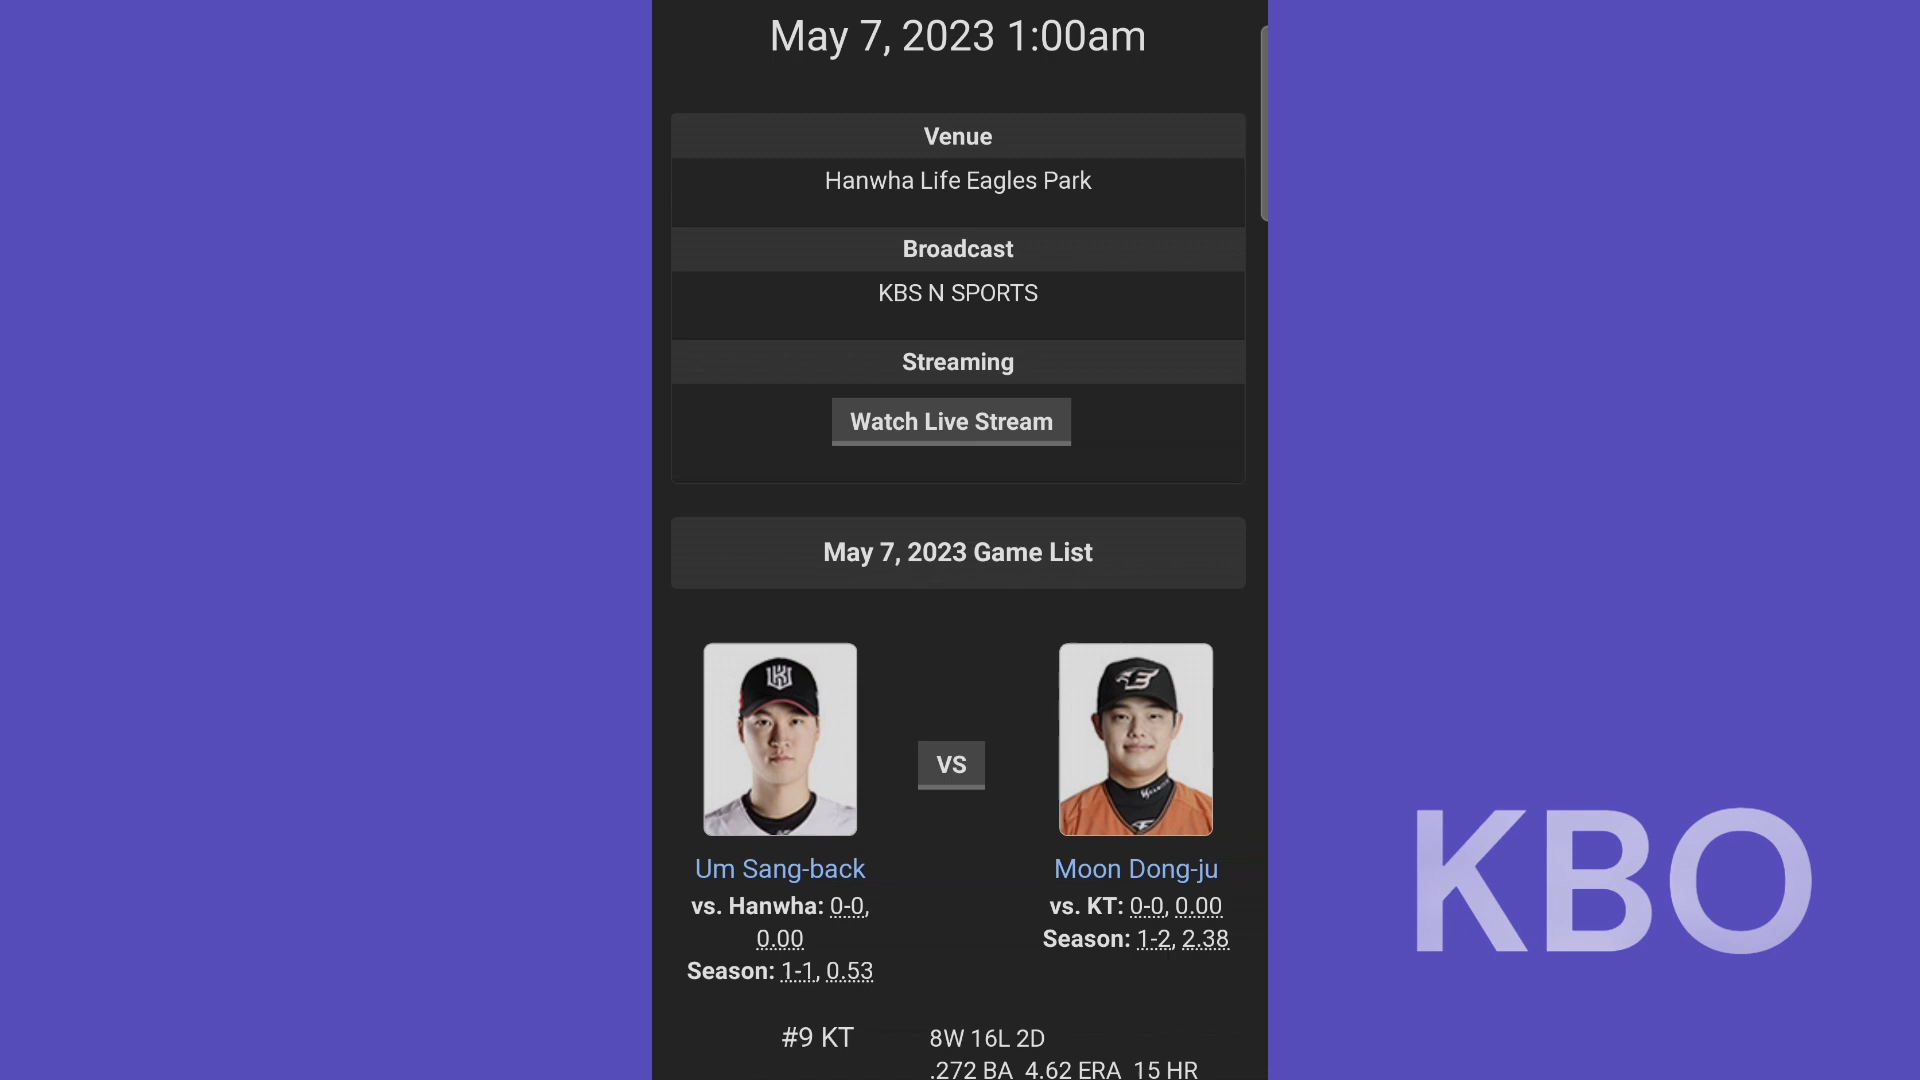 May 7, 2023 1:00am
Venue
Hanwha Life Eagles Park
Broadcast
KBS N SPORTS
Streaming
Watch Live Stream
May 7, 2023 Game List
VS
Um Sang-back
vs. Hanwha: 0-0,
0.00
Season: 1-1, 0.53
Moon Dong-ju
vs. KT: 0-0, 0.00
Season: 1-2, 2.38
#9 KT
8W 16L 2D
.272 BA 4.62 ERA 15 HR
KBO